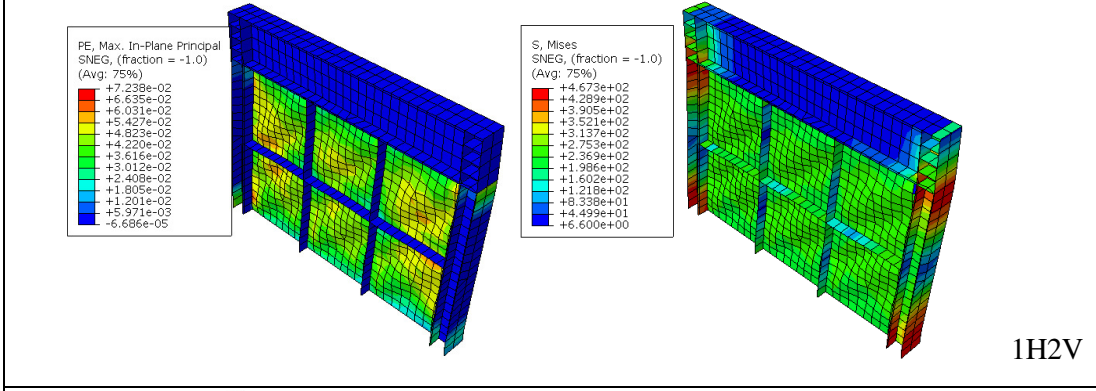 PE, Max. In-Plane Principal
SNEG, (fraction = -1.0)
(Avg: 75%)
+7.238e-02
+6.635e-02
+6.031e-02
+5.427e-02
+4.823e-02
+4.220e-02
+3.616e-02
+3.012e-02
+2.408e-02
+1.805e-02
+1.201e-02
+5.971e-03
-6.686e-05
S, Mises
SNEG, (fraction = -1.0)
(Avg: 75%)
+4.673e+02
+4.289e+02
+3.905e+02
+3.521e+02
+3.137e+02
+2.753e+02
+2.369e+02
+1.986e+02
+1.602e+02
+1.218e+02
+8.338e+01
+4.499e+01
+6.600e+00
1H2V